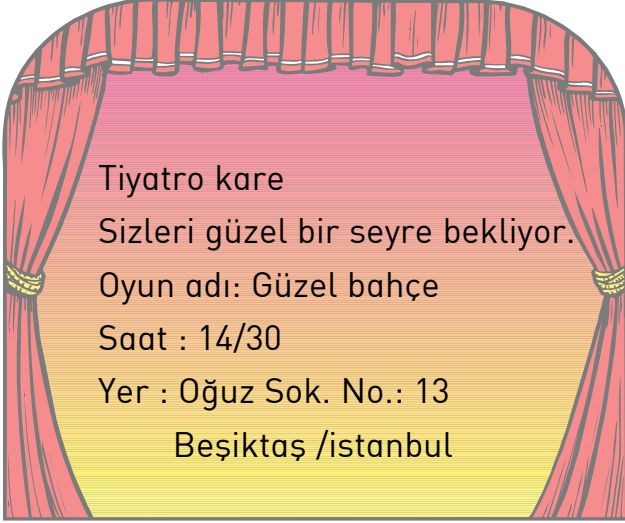 Tiyatro kare
Sizleri güzel bir seyre bekliyor.
Oyun adı: Güzel bahçe
Saat : 14/30
Yer : Oğuz Sok. No.: 13
Beşiktaş /istanbul